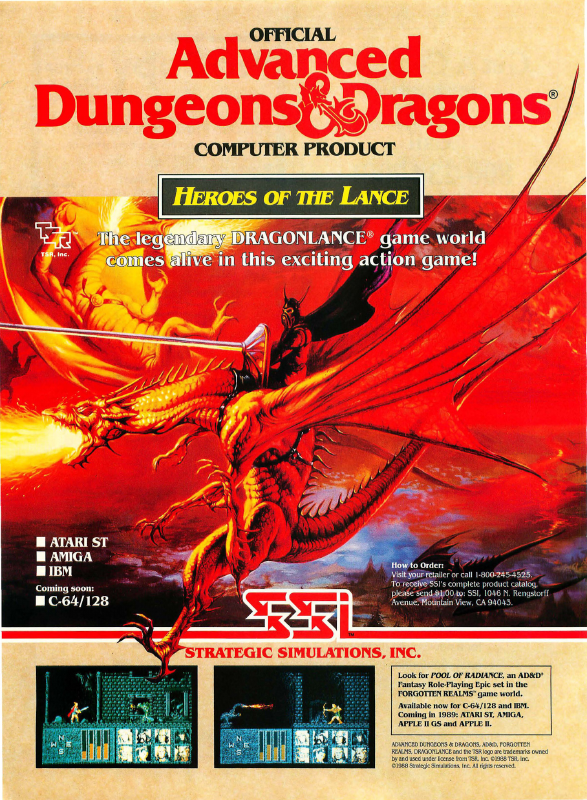 OFFICIAL
Advanced
Dungeons & Dragons®
COMPUTER PRODUCT
HEROES OF THE LANCE
TSR™
TSR, Inc.
The legendary DRAGONLANCE® game world
comes alive in this exciting action game!
■ ATARI ST
■ AMIGA
■ IBM
Coming soon:
■ C-64/128
How to Order:
Visit your retailer or call 1-800-245-4525.
To receive SSI's complete product catalog,
please send $1.00 to: SSI, 1046 N. Rengstorff
Avenue, Mountain View, CA 94043.
SSI™
STRATEGIC SIMULATIONS, INC.
Look for POOL OF RADIANCE, an AD&D®
Fantasy Role-Playing Epic set in the
FORGOTTEN REALMS™ game world.
Available now for C-64/128 and IBM.
Coming in 1989: ATARI ST, AMIGA,
APPLE II GS and APPLE II.
ADVANCED DUNGEONS & DRAGONS, AD&D, FORGOTTEN
REALMS, DRAGONLANCE and the TSR logo are trademarks owned
by and used under license from TSR, Inc. ©1988 TSR, Inc.
©1988 Strategic Simulations, Inc. All rights reserved.